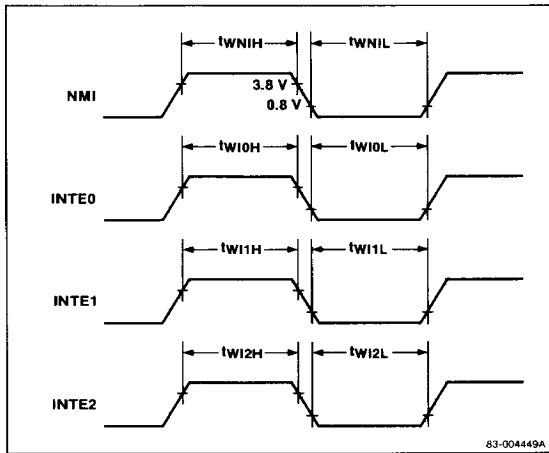 tWNIH tWNIL
NMI
3.8 V
0.8 V
tWI0H tWI0L
INTE0
tWI1H tWI1L
INTE1
tWI2H tWI2L
INTE2
83-004449A